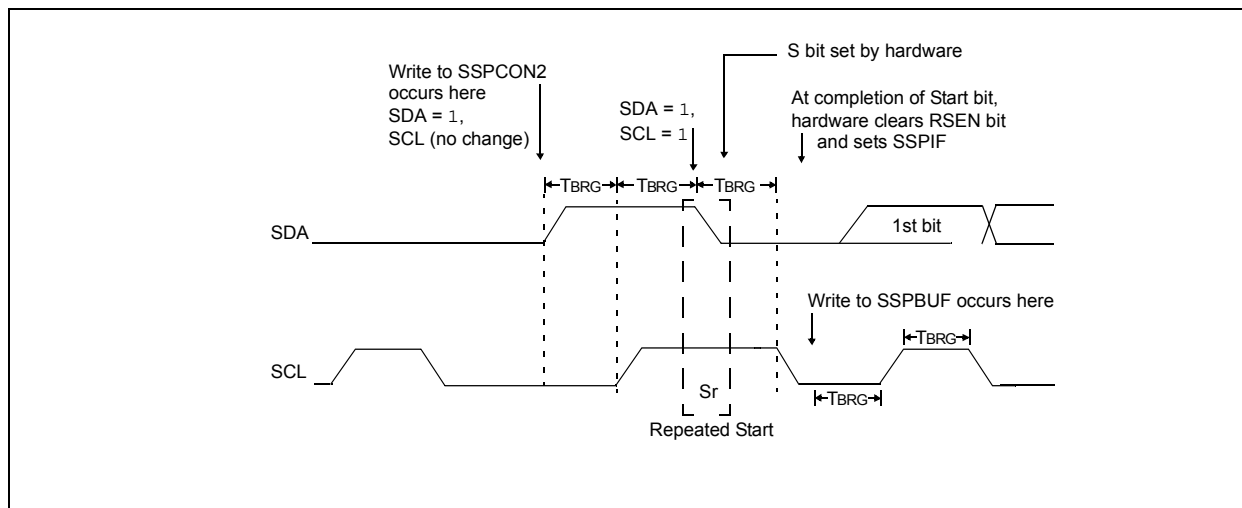 S bit set by hardware
Write to SSPCON2
occurs here
SDA = 1,
SCL (no change)
SDA = 1,
SCL = 1
At completion of Start bit,
hardware clears RSEN bit
and sets SSPIF
TBRG
TBRG
TBRG
SDA
1st bit
Write to SSPBUF occurs here
TBRG
SCL
Sr
TBRG
Repeated Start